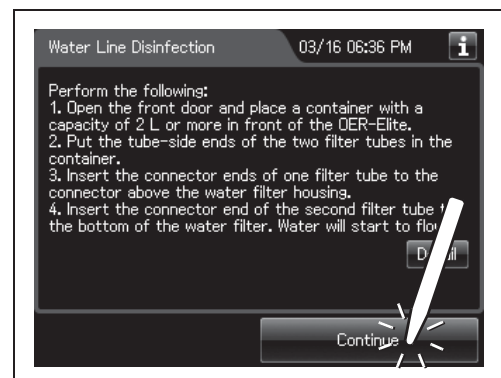 Water Line Disinfection
03/16 06:36 PM
i
Perform the following:
1. Open the front door and place a container with a
capacity of 2 L or more in front of the OER-Elite.
2. Put the tube-side ends of the two filter tubes in the
container.
3. Insert the connector ends of one filter tube to the
connector above the water filter housing.
4. Insert the connector end of the second filter tube
the bottom of the water filter. Water will start to
Continue